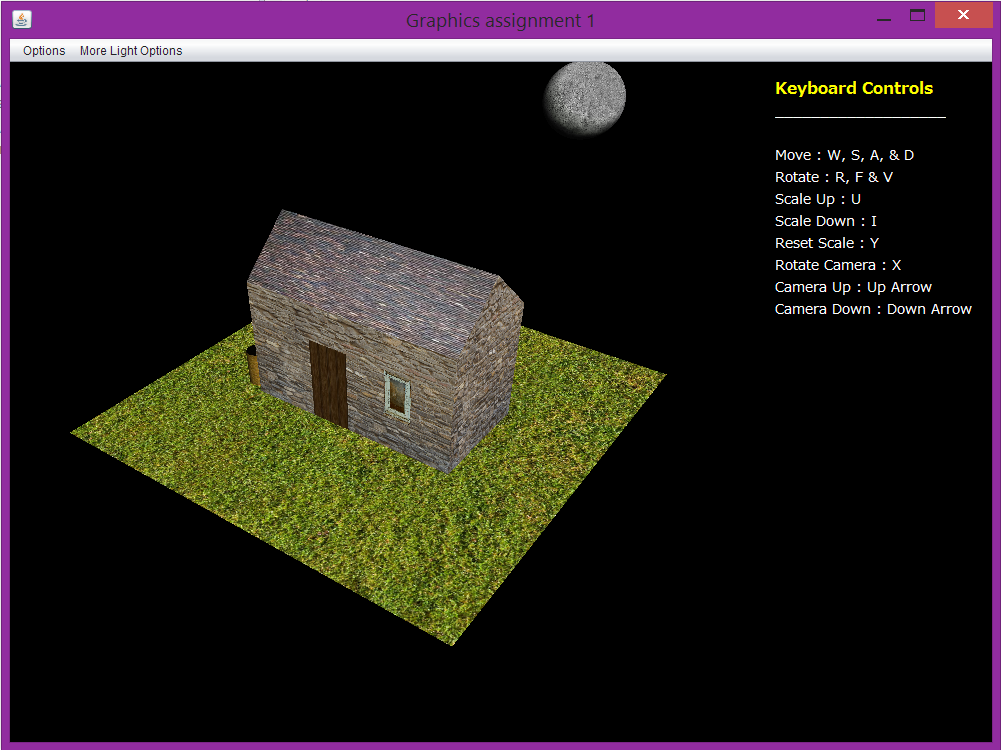 Graphics assignment 1
Options More Light Options
Keyboard Controls
Move : W, S, A, & D
Rotate : R, F & V
Scale Up : U
Scale Down : I
Reset Scale : Y
Rotate Camera : X
Camera Up : Up Arrow
Camera Down : Down Arrow